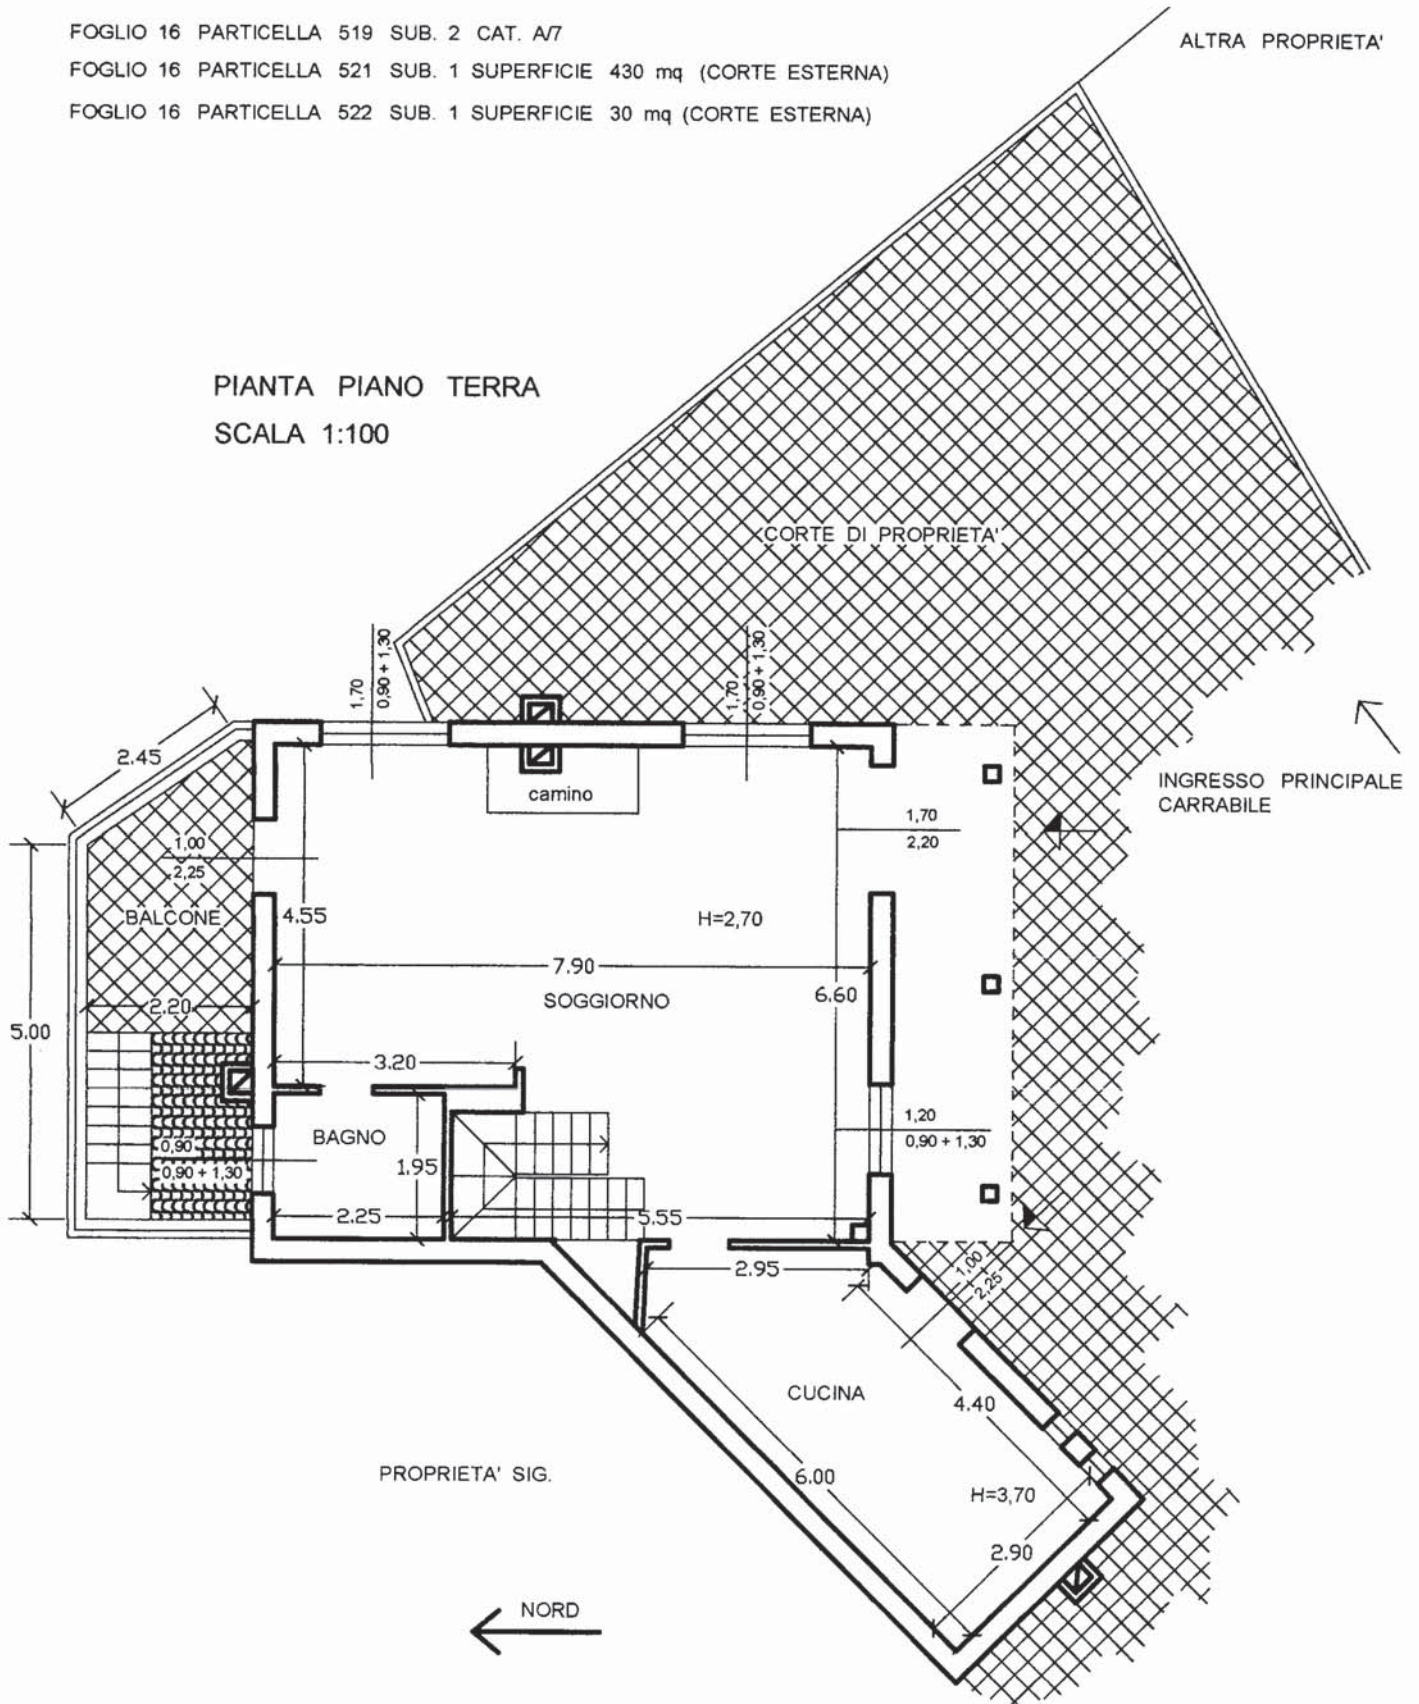 FOGLIO 16 PARTICELLA 519 SUB. 2 CAT. A/7
FOGLIO 16 PARTICELLA 521 SUB. 1 SUPERFICIE 430 mq (CORTE ESTERNA)
FOGLIO 16 PARTICELLA 522 SUB. 1 SUPERFICIE 30 mq (CORTE ESTERNA)
ALTRA PROPRIETA'
PIANTA PIANO TERRA
SCALA 1:100
CORTE DI PROPRIETA'
1,70
0,90 + 1,30
1,70
0,90 + 1,30
2.45
camino
INGRESSO PRINCIPALE
CARRABILE
1,70
2,20
1,00
2,25
BALCONE
4.55
H=2,70
7.90
SOGGIORNO
6.60
2.20
5.00
3.20
1,20
0,90 + 1,30
BAGNO
0,90
0,90 + 1,30
1.95
2.25
5.55
2.95
1,00
2,25
CUCINA
4.40
6.00
H=3,70
2.90
PROPRIETA' SIG.
NORD